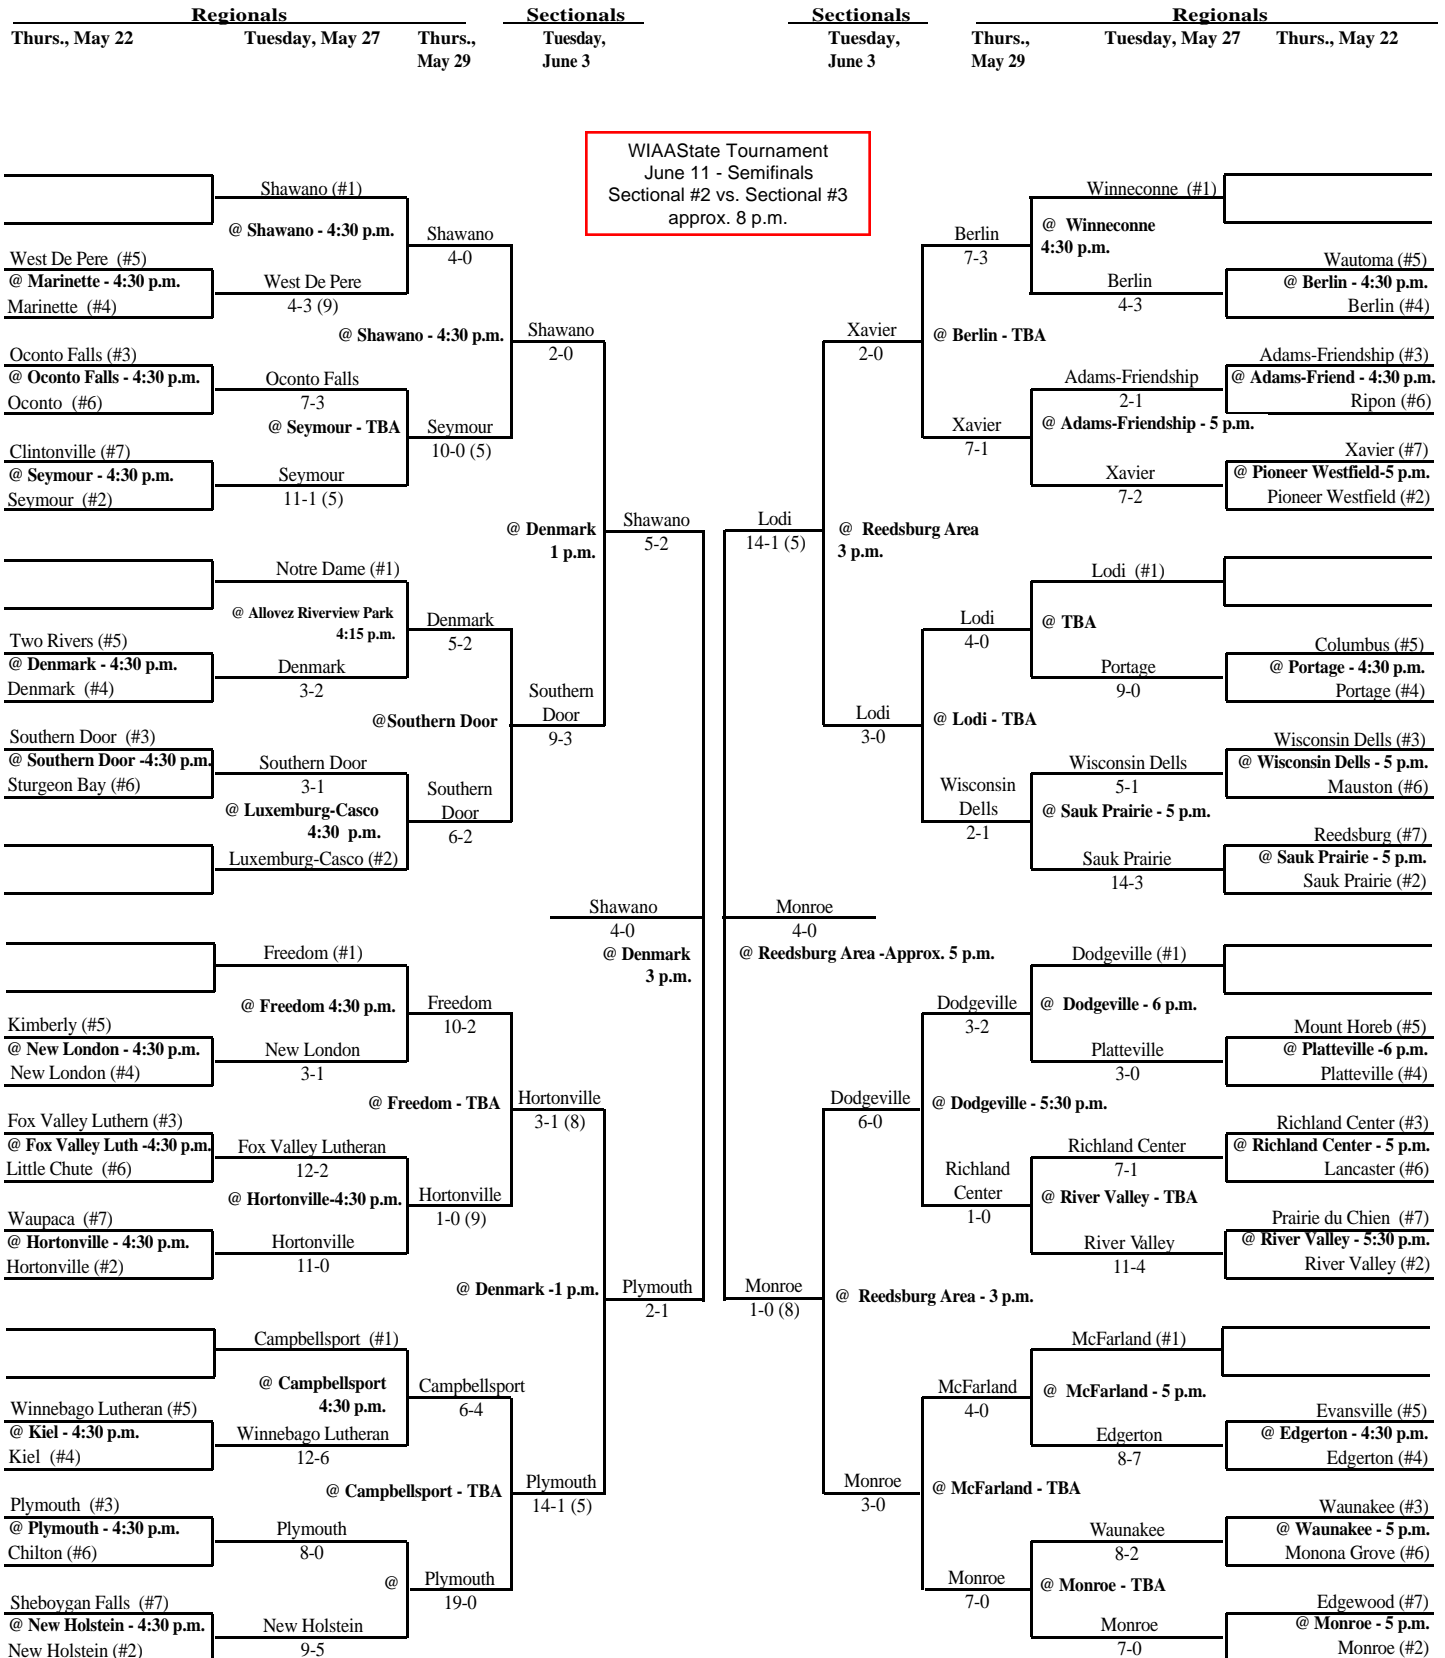 Regionals
Sectionals
Sectionals
Regionals
Thurs., May 22
Tuesday, May 27
Thurs.,
May 29
Tuesday,
June 3
Tuesday,
June 3
Thurs.,
May 29
Tuesday, May 27
Thurs., May 22
WIAAState Tournament
June 11 - Semifinals
Sectional #2 vs. Sectional #3
approx. 8 p.m.
Shawano (#1)
@ Shawano - 4:30 p.m.
Shawano
4-0
West De Pere (#5)
@ Marinette - 4:30 p.m.
Marinette (#4)
West De Pere
4-3 (9)
@ Shawano - 4:30 p.m.
Shawano
2-0
Oconto Falls (#3)
@ Oconto Falls - 4:30 p.m.
Oconto (#6)
Oconto Falls
7-3
@ Seymour - TBA
Seymour
10-0 (5)
Clintonville (#7)
@ Seymour - 4:30 p.m.
Seymour (#2)
Seymour
11-1 (5)
@ Denmark
1 p.m.
Shawano
5-2
Notre Dame (#1)
@ Allovez Riverview Park
4:15 p.m.
Denmark
5-2
Two Rivers (#5)
@ Denmark - 4:30 p.m.
Denmark (#4)
Denmark
3-2
@Southern Door
Southern
Door
9-3
Southern Door (#3)
@ Southern Door -4:30 p.m.
Sturgeon Bay (#6)
Southern Door
3-1
@ Luxemburg-Casco
4:30 p.m.
Southern
Door
6-2
Luxemburg-Casco (#2)
Shawano
4-0
@ Denmark
3 p.m.
Freedom (#1)
@ Freedom 4:30 p.m.
Freedom
10-2
Kimberly (#5)
@ New London - 4:30 p.m.
New London (#4)
New London
3-1
@ Freedom - TBA
Hortonville
3-1 (8)
Fox Valley Luthern (#3)
@ Fox Valley Luth -4:30 p.m.
Little Chute (#6)
Fox Valley Lutheran
12-2
@ Hortonville-4:30 p.m.
Hortonville
1-0 (9)
Waupaca (#7)
@ Hortonville - 4:30 p.m.
Hortonville (#2)
Hortonville
11-0
@ Denmark -1 p.m.
Plymouth
2-1
Campbellsport (#1)
@ Campbellsport
4:30 p.m.
Campbellsport
6-4
Winnebago Lutheran (#5)
@ Kiel - 4:30 p.m.
Kiel (#4)
Winnebago Lutheran
12-6
@ Campbellsport - TBA
Plymouth
14-1 (5)
Plymouth (#3)
@ Plymouth - 4:30 p.m.
Chilton (#6)
Plymouth
8-0
@
Plymouth
19-0
Sheboygan Falls (#7)
@ New Holstein - 4:30 p.m.
New Holstein (#2)
New Holstein
9-5
Winneconne (#1)
@ Winneconne
4:30 p.m.
Berlin
7-3
Wautoma (#5)
@ Berlin - 4:30 p.m.
Berlin (#4)
Berlin
4-3
@ Berlin - TBA
Xavier
2-0
Adams-Friendship (#3)
@ Adams-Friend - 4:30 p.m.
Ripon (#6)
Adams-Friendship
2-1
@ Adams-Friendship - 5 p.m.
Xavier
7-1
Xavier (#7)
@ Pioneer Westfield-5 p.m.
Pioneer Westfield (#2)
Xavier
7-2
@ Reedsburg Area
3 p.m.
Lodi
14-1 (5)
Lodi (#1)
@ TBA
Lodi
4-0
Columbus (#5)
@ Portage - 4:30 p.m.
Portage (#4)
Portage
9-0
@ Lodi - TBA
Lodi
3-0
Wisconsin Dells (#3)
@ Wisconsin Dells - 5 p.m.
Mauston (#6)
Wisconsin Dells
5-1
@ Sauk Prairie - 5 p.m.
Wisconsin
Dells
2-1
Reedsburg (#7)
@ Sauk Prairie - 5 p.m.
Sauk Prairie (#2)
Sauk Prairie
14-3
Monroe
4-0
@ Reedsburg Area -Approx. 5 p.m.
Dodgeville (#1)
@ Dodgeville - 6 p.m.
Dodgeville
3-2
Mount Horeb (#5)
@ Platteville -6 p.m.
Platteville (#4)
Platteville
3-0
@ Dodgeville - 5:30 p.m.
Dodgeville
6-0
Richland Center (#3)
@ Richland Center - 5 p.m.
Lancaster (#6)
Richland Center
7-1
@ River Valley - TBA
Richland
Center
1-0
Prairie du Chien (#7)
@ River Valley - 5:30 p.m.
River Valley (#2)
River Valley
11-4
@ Reedsburg Area - 3 p.m.
Monroe
1-0 (8)
McFarland (#1)
@ McFarland - 5 p.m.
McFarland
4-0
Evansville (#5)
@ Edgerton - 4:30 p.m.
Edgerton (#4)
Edgerton
8-7
@ McFarland - TBA
Monroe
3-0
Waunakee (#3)
@ Waunakee - 5 p.m.
Monona Grove (#6)
Waunakee
8-2
@ Monroe - TBA
Monroe
7-0
Edgewood (#7)
@ Monroe - 5 p.m.
Monroe (#2)
Monroe
7-0